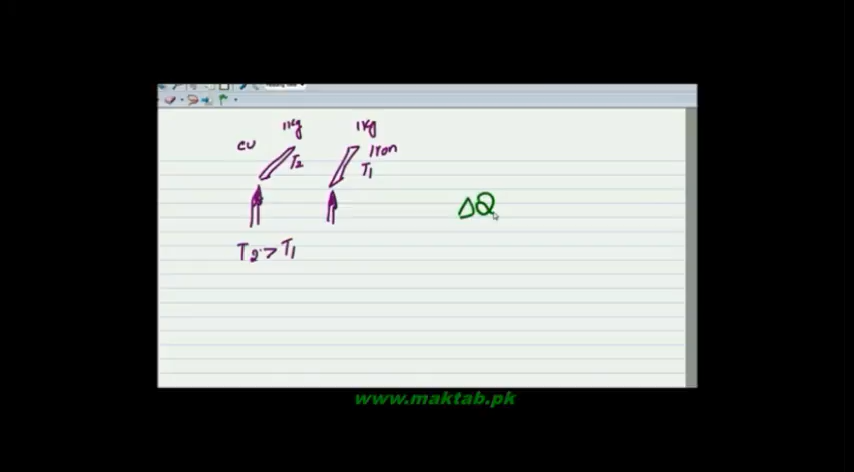 1Kg 1Kg
cu Iron
T2 T1
ΔQ
T2 > T1
www.maktab.pk